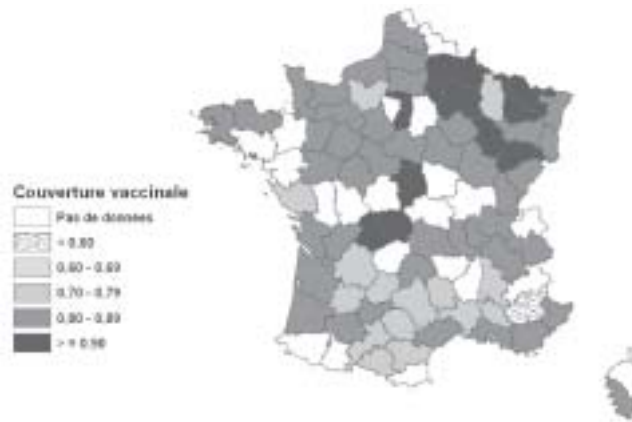 Couverture vaccinale
Pas de données
< 0.60
0.60 - 0.69
0.70 - 0.79
0.80 - 0.89
> = 0.90